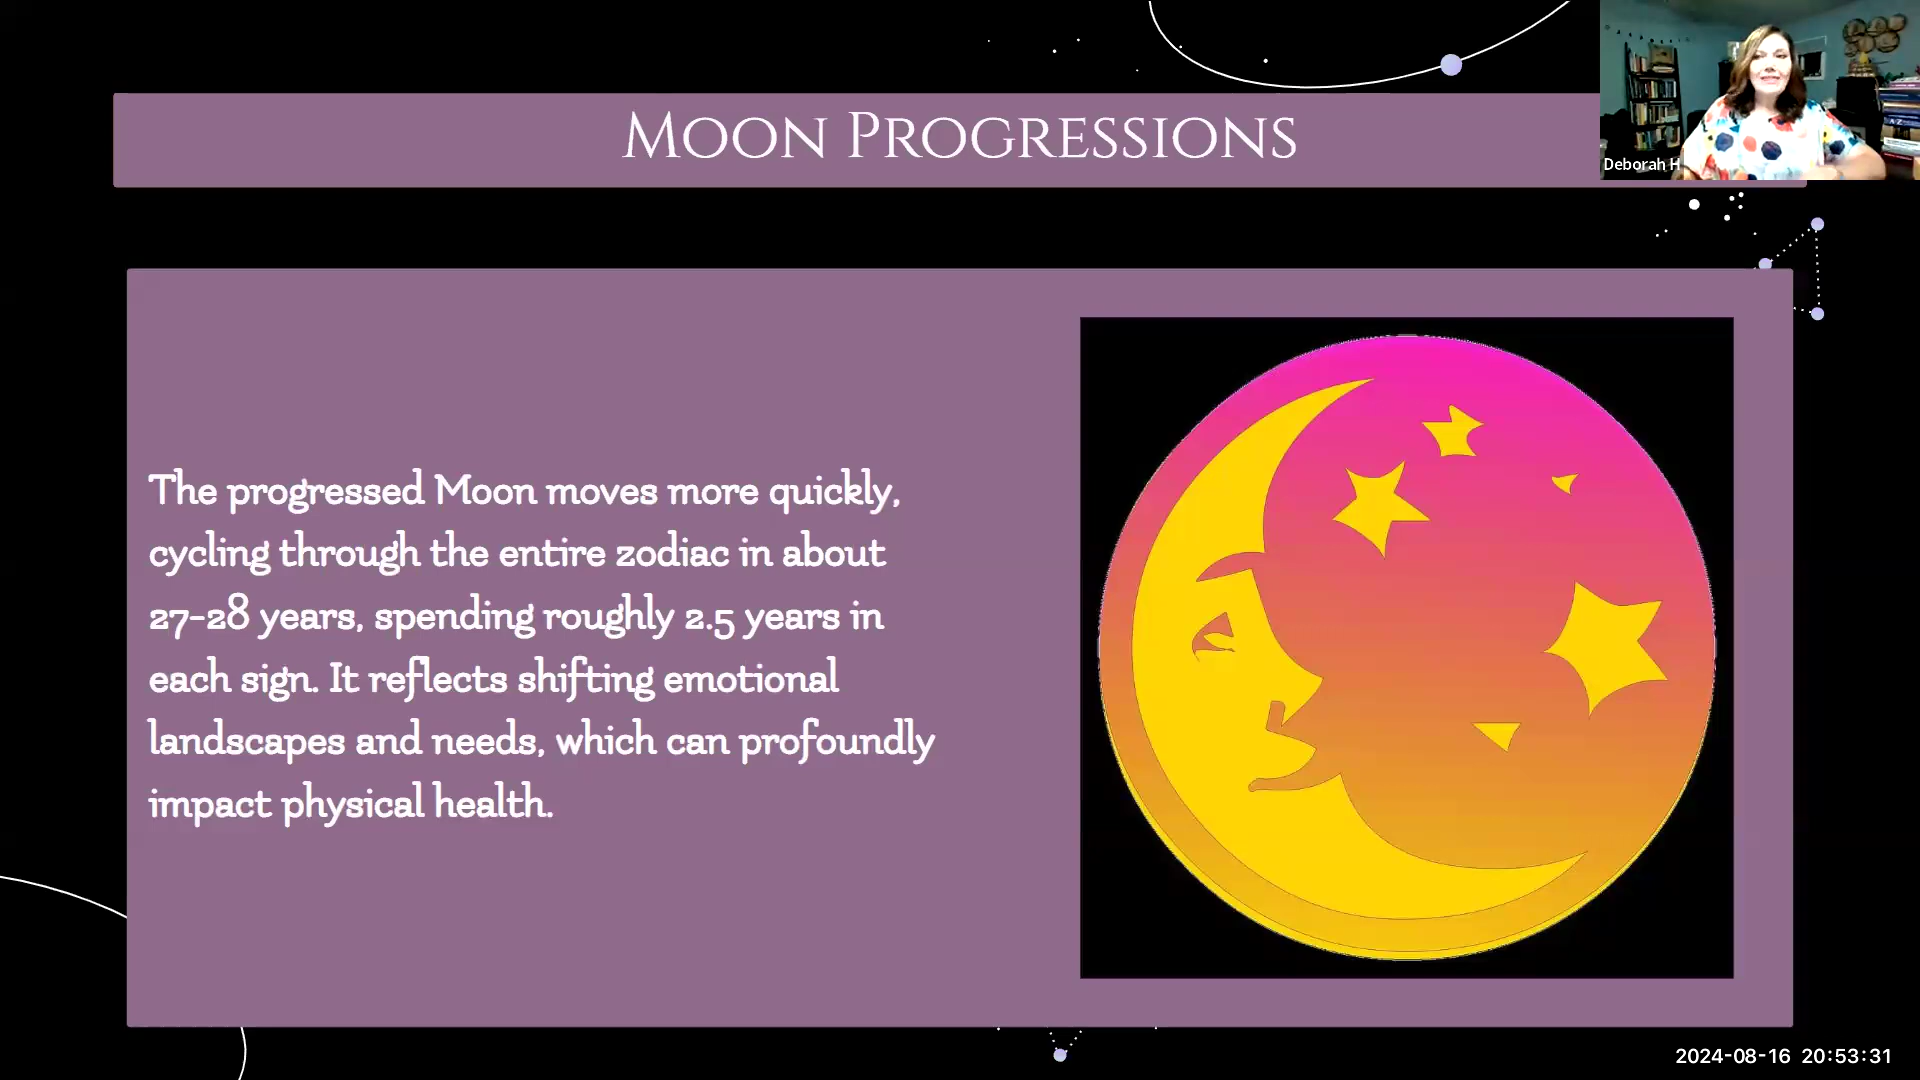 Moon Progressions
Deborah H
The progressed Moon moves more quickly,
cycling through the entire zodiac in about
27-28 years, spending roughly 2.5 years in
each sign. It reflects shifting emotional
landscapes and needs, which can profoundly
impact physical health.
2024-08-16 20:53:31